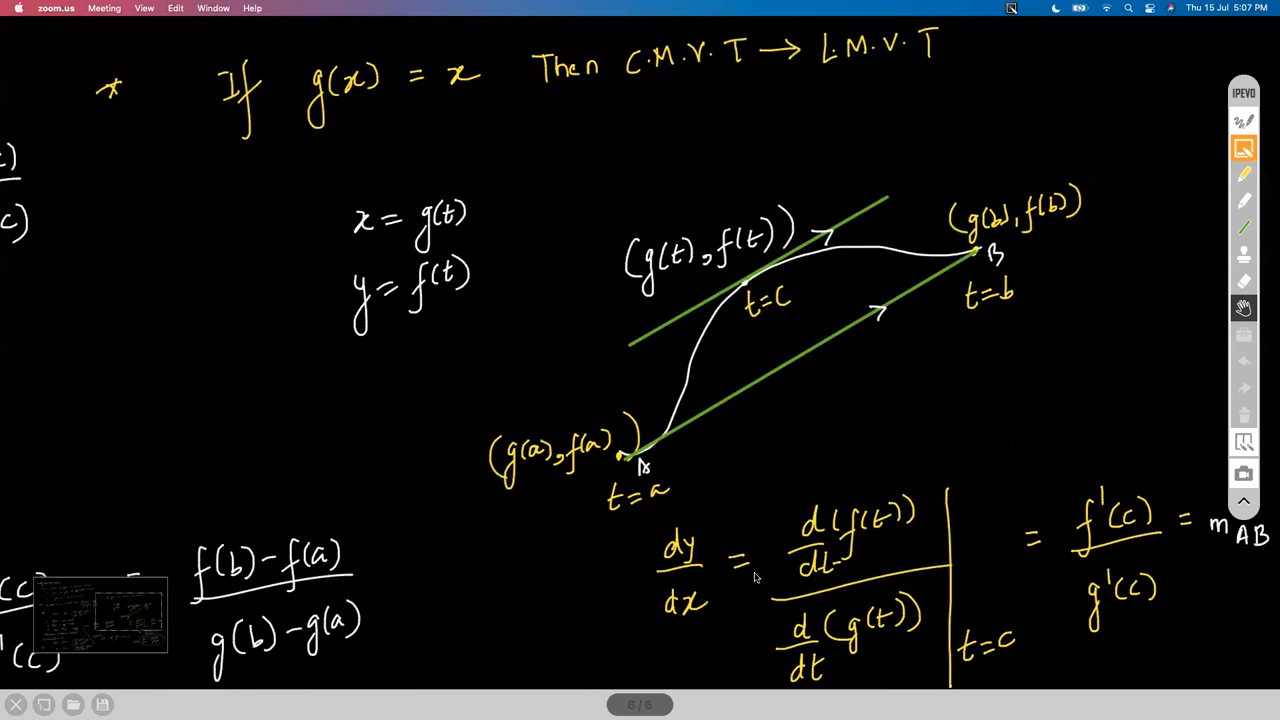 zoom.us Meeting View Edit Window Help Thu 15 Jul 5:07 PM
* If g(x) = x Then C.M.V.T → L.M.V.T
IPEVO
c)
c)
x = g(t)
y = f(t)
(g(t), f(t))
(g(b), f(b))
B
t=c
t=b
(g(a), f(a))
A
t=a
(c) = f(b)-f(a)
'(c) g(b)-g(a)
dy/dx = d/dt (f(t)) / d/dt (g(t)) | t=c = f'(c)/g'(c) = m AB
6 / 6